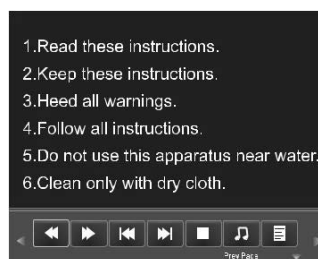 1.Read these instructions.
2.Keep these instructions.
3.Heed all warnings.
4.Follow all instructions.
5.Do not use this apparatus near water.
6.Clean only with dry cloth.
Prev Page